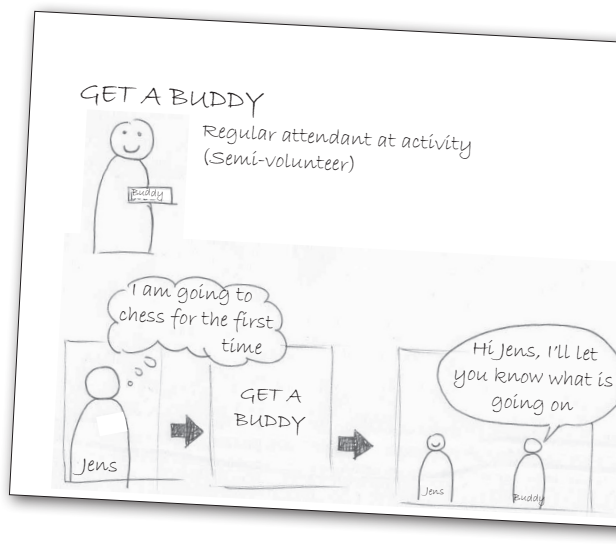 GET A BUDDY
Regular attendant at activity
(Semi-volunteer)
Buddy
I am going to
chess for the first
time
Jens
GET A
BUDDY
Hi Jens, I'll let
you know what is
going on
Jens
Buddy